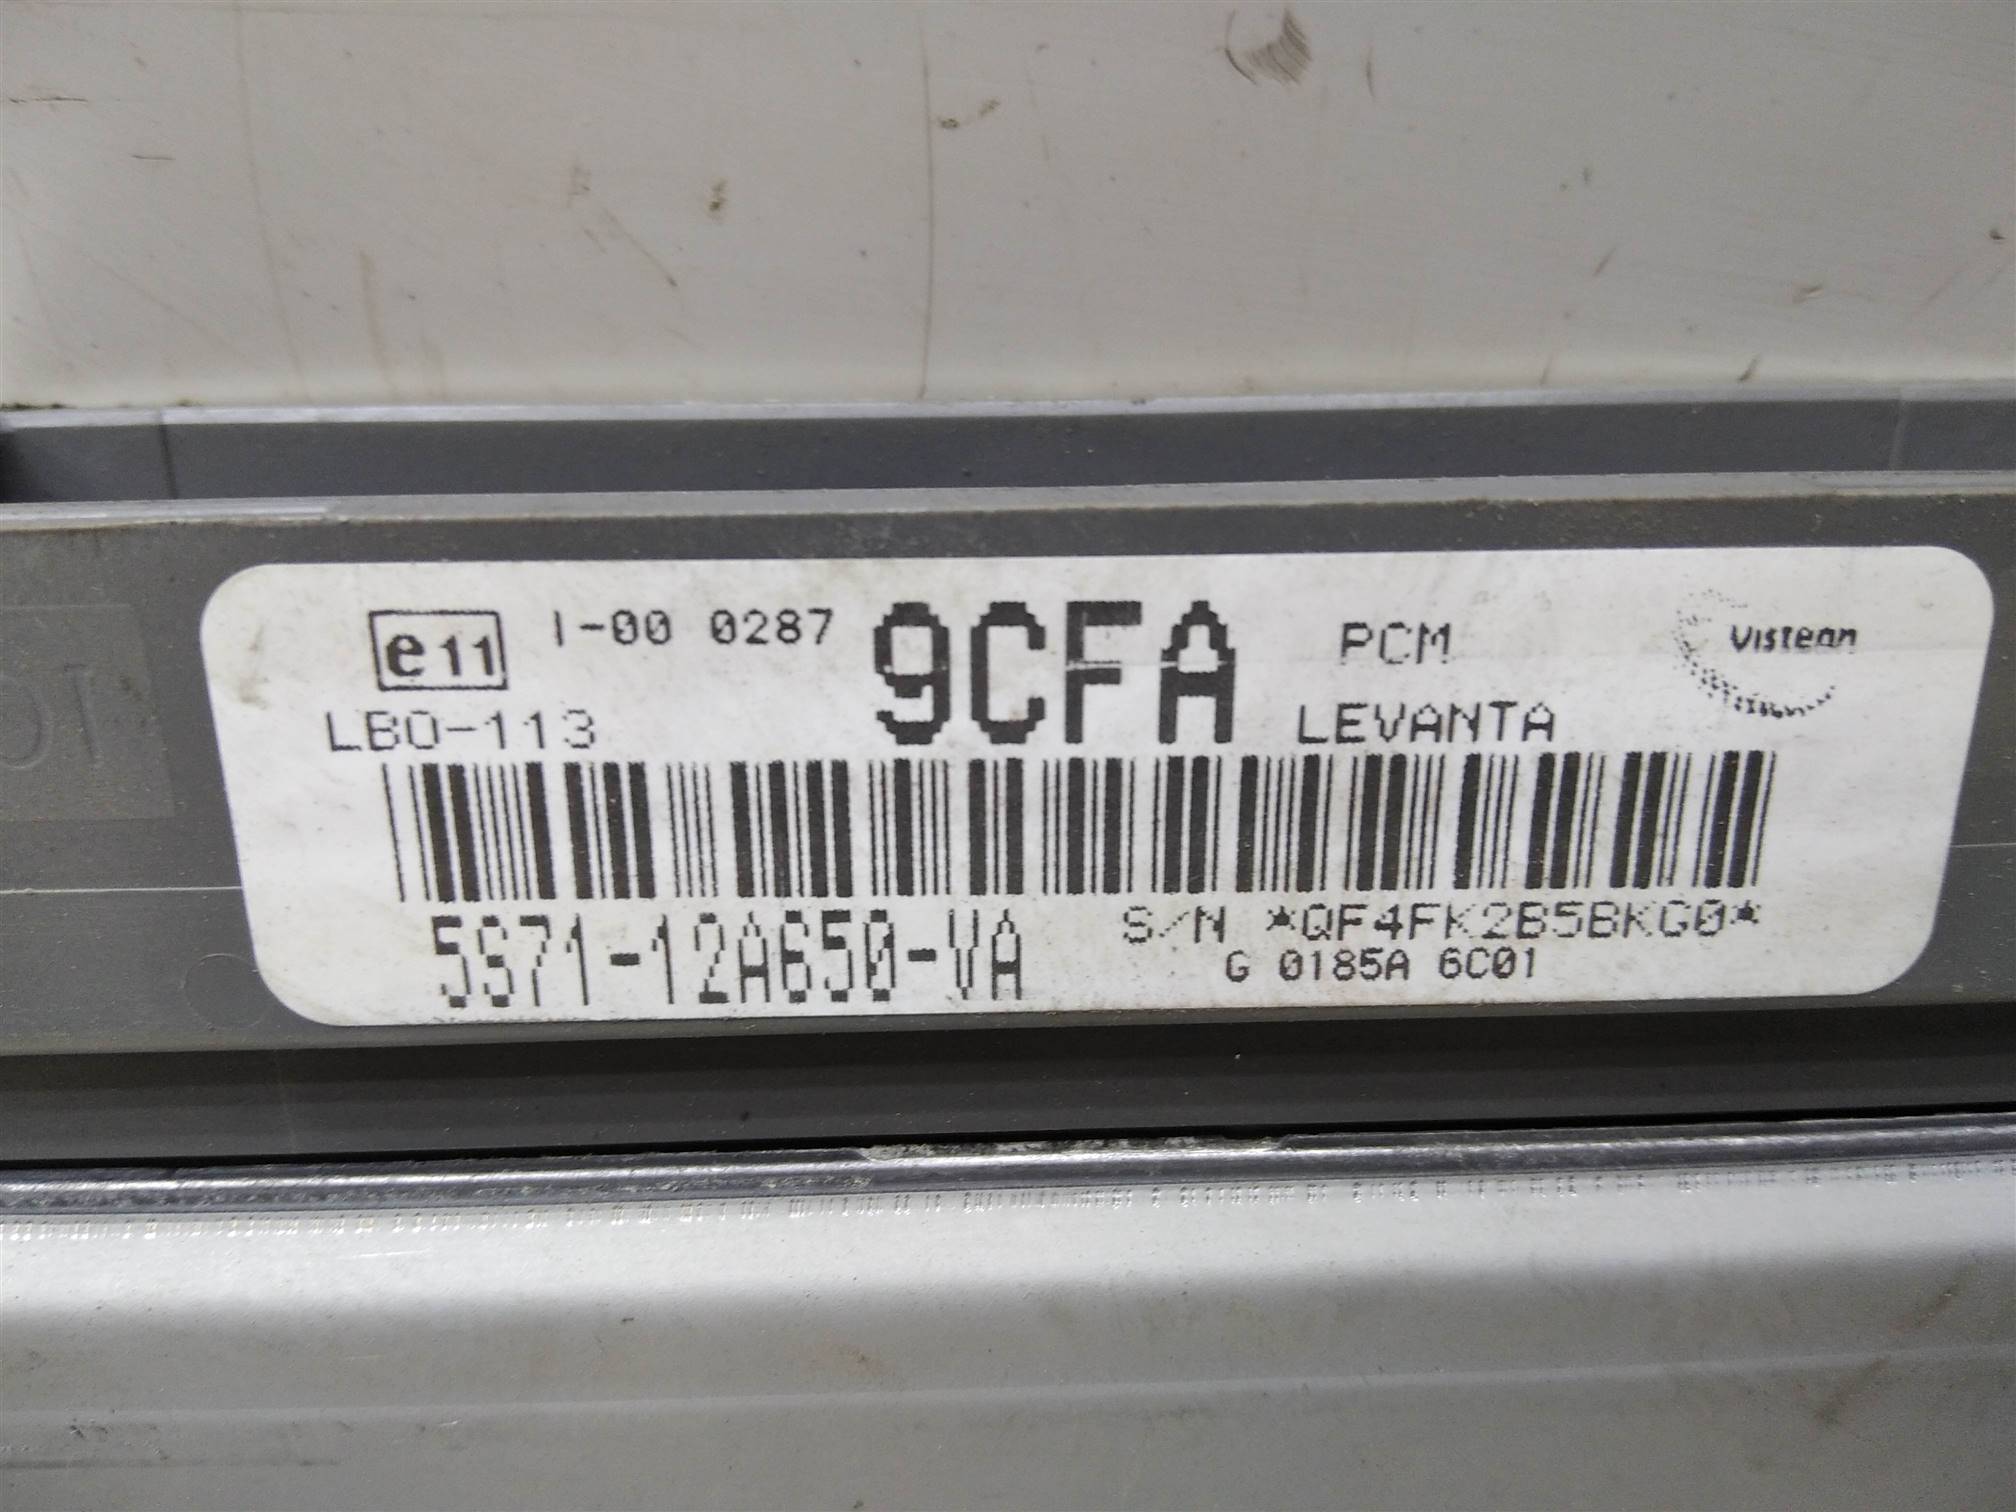 e11 I-00 0287 9CFA PCM Visteon
LBO-113 LEVANTA
5S71-12A650-VA S/N *QF4FK2B5BKG0*
G 0185A 6C01